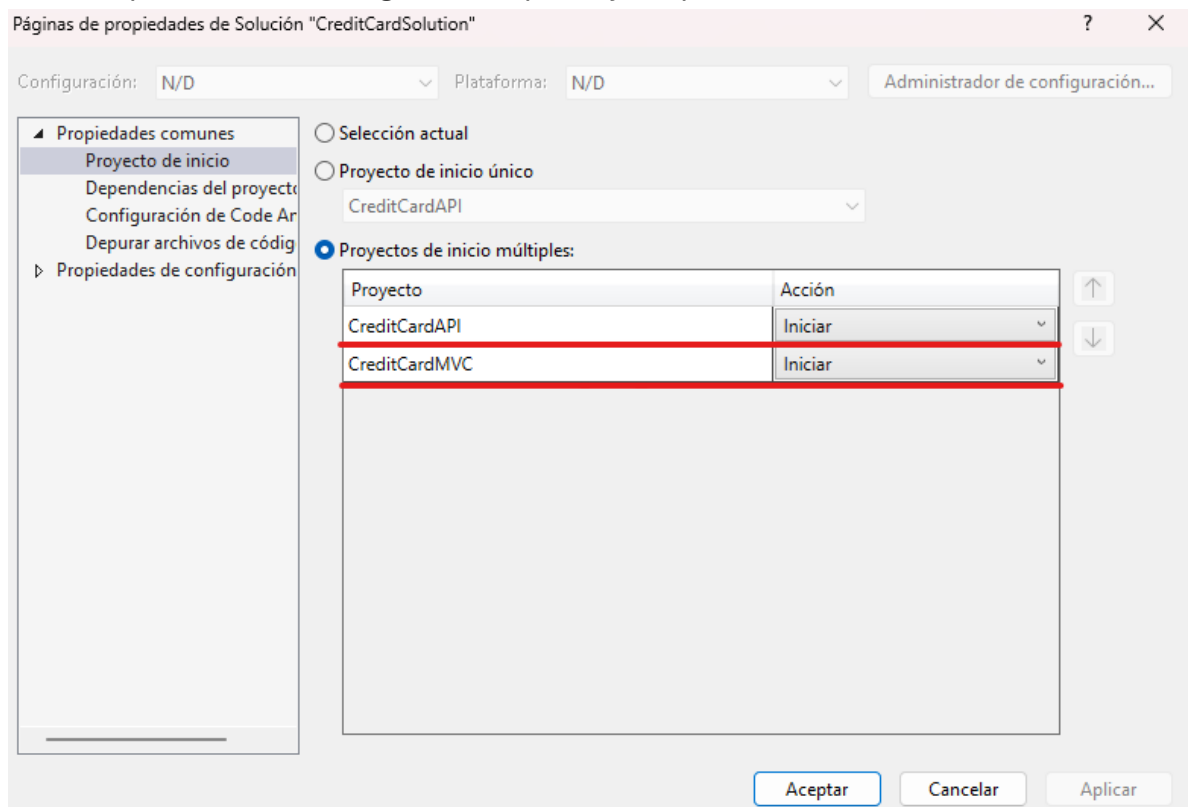 Páginas de propiedades de Solución "CreditCardSolution" ? X
Configuración: N/D Plataforma: N/D Administrador de configuración...
Propiedades comunes
Proyecto de inicio
Dependencias del proyecto
Configuración de Code An
Depurar archivos de códig
Propiedades de configuración
Selección actual
Proyecto de inicio único
CreditCardAPI
Proyectos de inicio múltiples:
Proyecto Acción
CreditCardAPI Iniciar
CreditCardMVC Iniciar
Aceptar Cancelar Aplicar